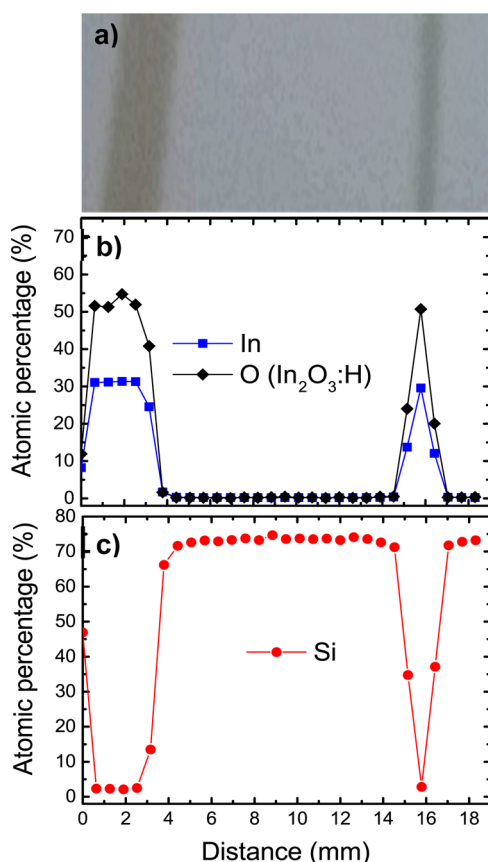 a)
b)
Atomic percentage (%)
70
60
50
40
30
20
10
0
In
O (In₂O₃:H)
c)
Atomic percentage (%)
80
70
60
50
40
30
20
10
0
Si
0 2 4 6 8 10 12 14 16 18
Distance (mm)